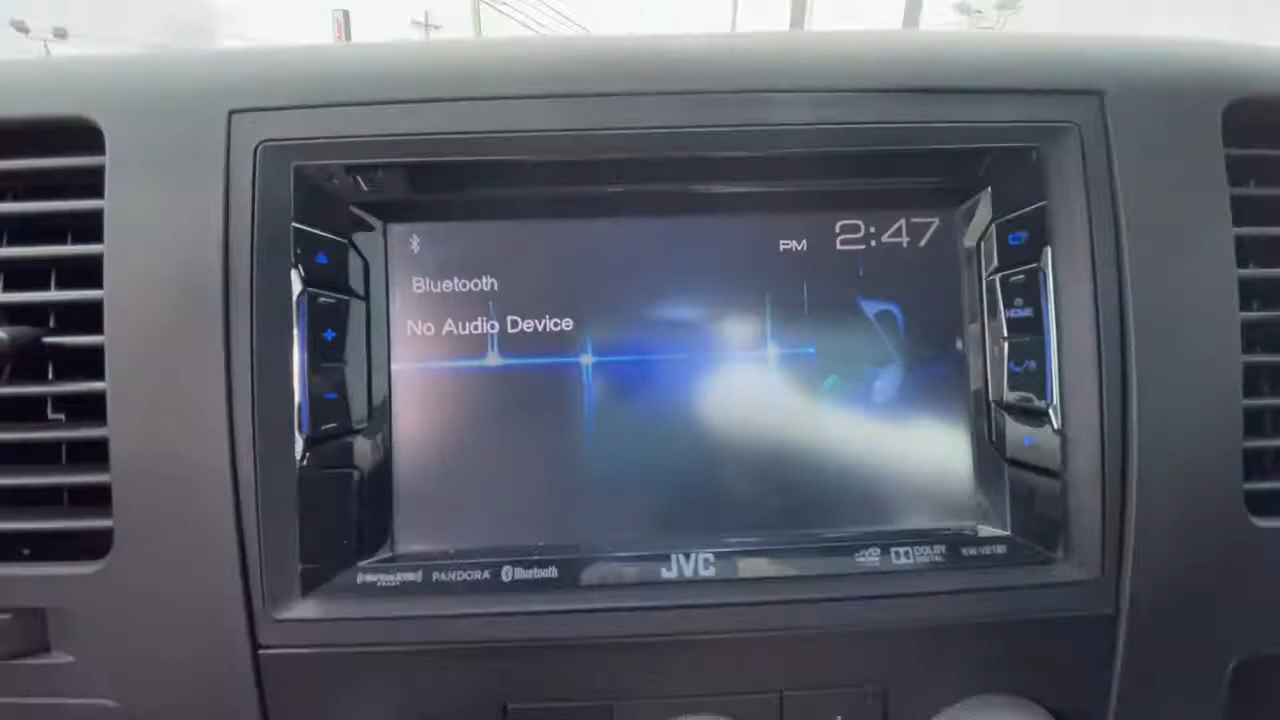 PM 2:47
Bluetooth
No Audio Device
HOME
JVC
PANDORA Bluetooth
DOLBY
DIGITAL